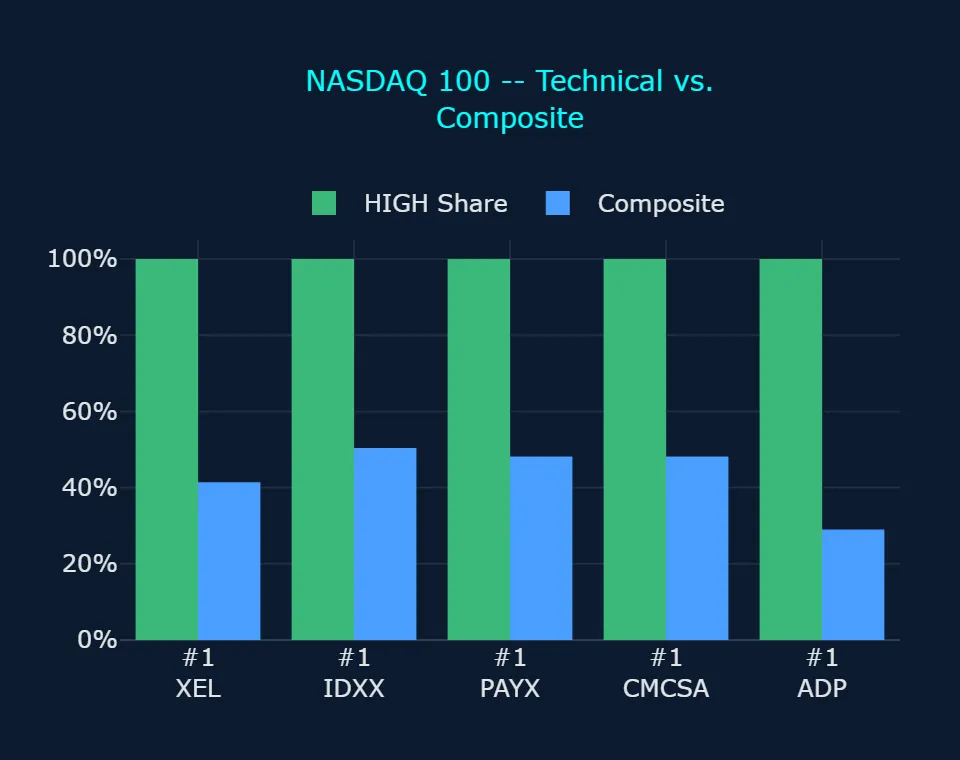 NASDAQ 100 -- Technical vs.
Composite
HIGH Share
Composite
100%
80%
60%
40%
20%
0%
#1
XEL
#1
IDXX
#1
PAYX
#1
CMCSA
#1
ADP